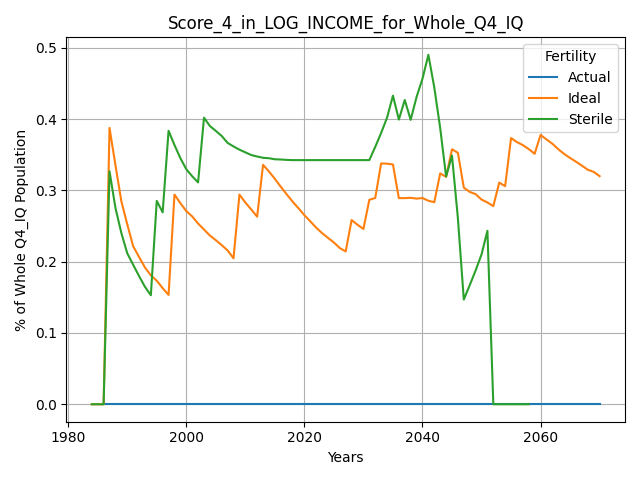 Score_4_in_LOG_INCOME_for_Whole_Q4_IQ
% of Whole Q4_IQ Population
0.5
0.4
0.3
0.2
0.1
0.0
Fertility
Actual
Ideal
Sterile
1980
2000
2020
2040
2060
Years